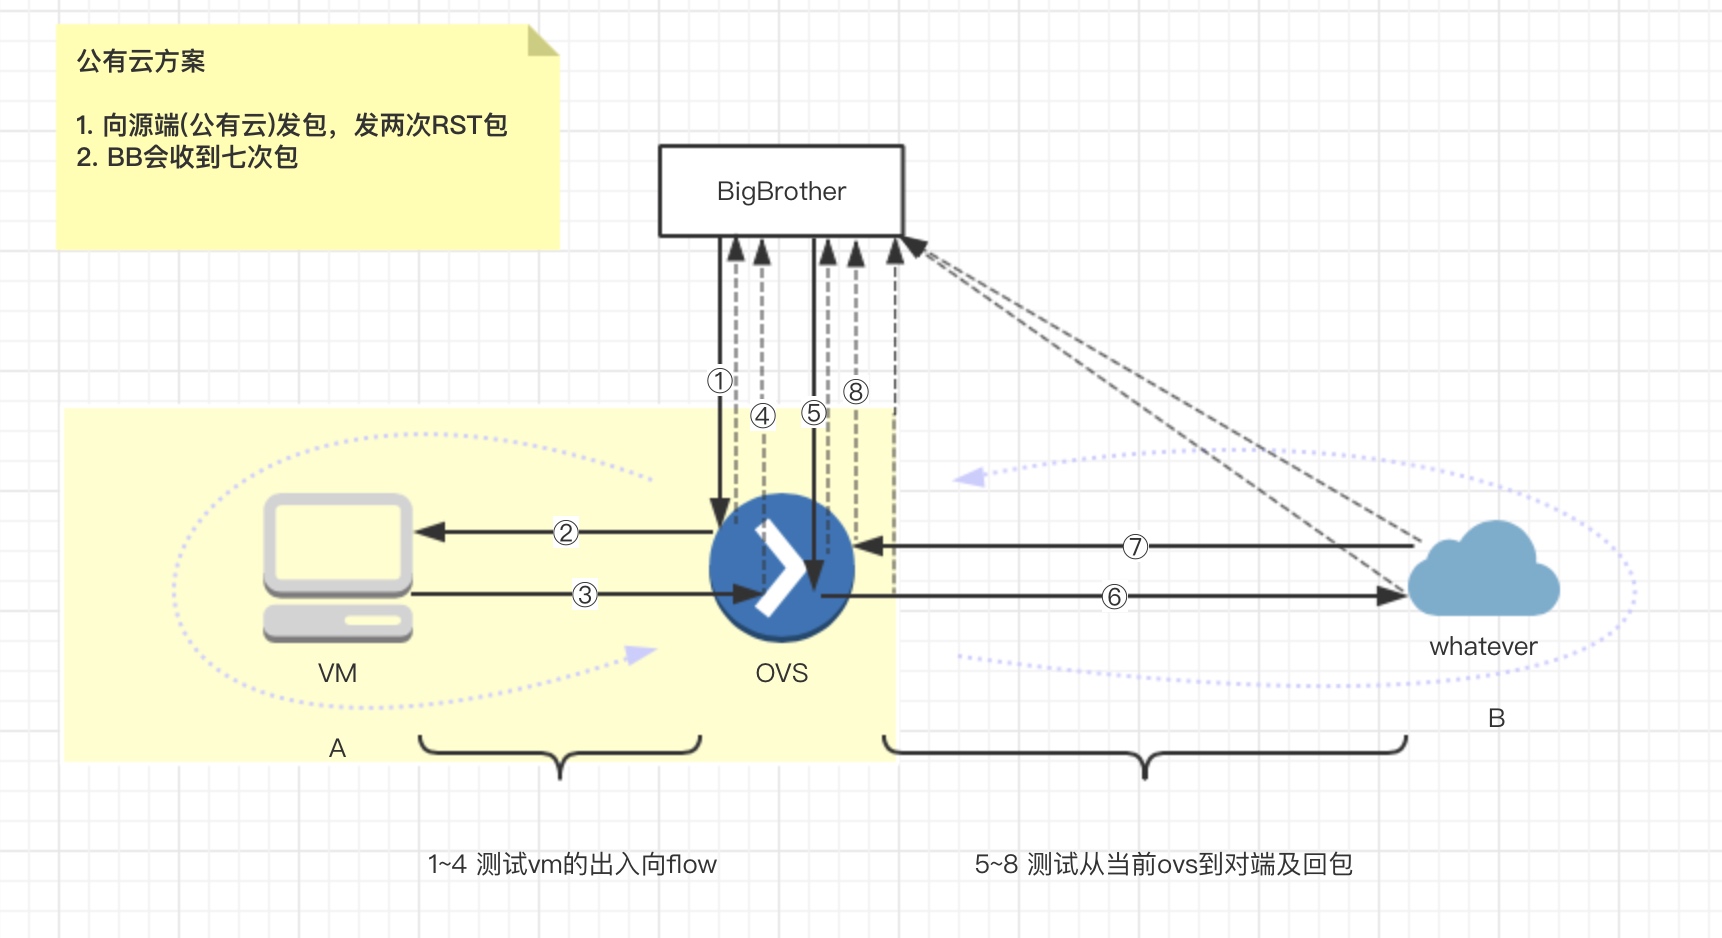 公有云方案
1. 向源端(公有云)发包，发两次RST包
2. BB会收到七次包
BigBrother
①
④
⑤
⑧
②
③
⑦
⑥
VM
OVS
whatever
A
B
1~4 测试vm的出入向flow
5~8 测试从当前ovs到对端及回包